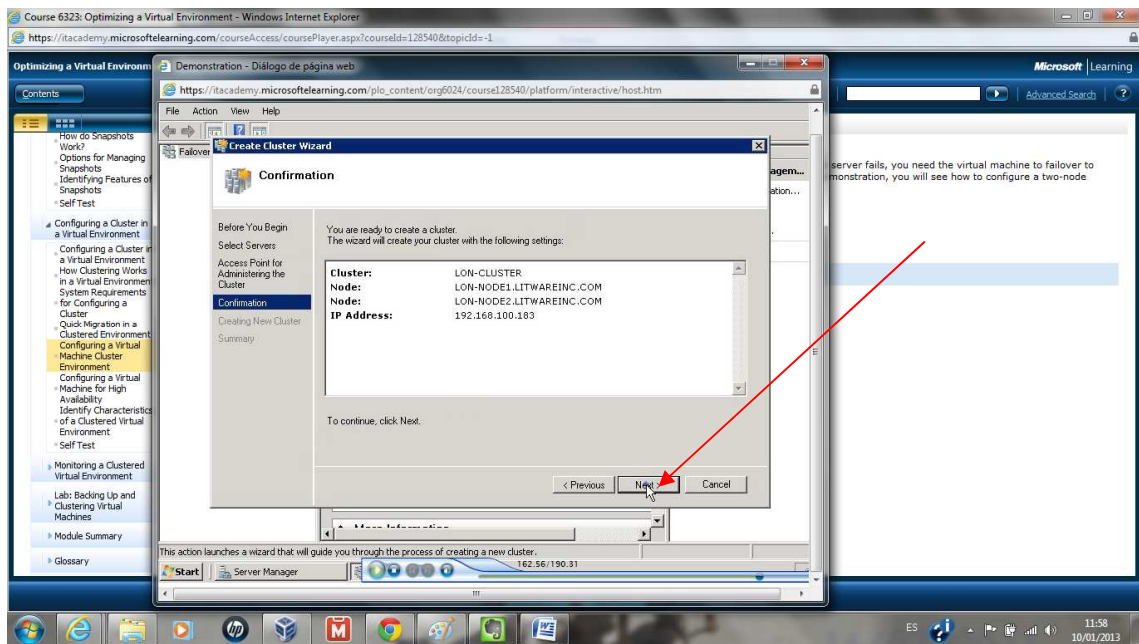 Course 6323: Optimizing a Virtual Environment - Windows Internet Explorer
https://itacademy.microsoftelearning.com/courseAccess/coursePlayer.aspx?courseId=128540&topicId=-1
Optimizing a Virtual Environm
Microsoft Learning
Contents
Advanced Search
?
How do Snapshots
Work?
Options for Managing
Snapshots
Identifying Features of
Snapshots
Self Test
Configuring a Cluster in
a Virtual Environment
Configuring a Cluster in
a Virtual Environment
How Clustering Works
in a Virtual Environment
System Requirements
for Configuring a
Cluster
Quick Migration in a
Clustered Environment
Configuring a Virtual
Machine Cluster
Environment
Configuring a Virtual
Machine for High
Availability
Identify Characteristics
of a Clustered Virtual
Environment
Self Test
Monitoring a Clustered
Virtual Environment
Lab: Backing Up and
Clustering Virtual
Machines
Module Summary
Glossary
Demonstration - Diálogo de página web
https://itacademy.microsoftelearning.com/plo_content/org6024/course128540/platform/interactive/host.htm
File Action View Help
Failover
agem...
ation...
server fails, you need the virtual machine to failover to
monstration, you will see how to configure a two-node
Create Cluster Wizard
Confirmation
Before You Begin
Select Servers
Access Point for
Administering the
Cluster
Confirmation
Creating New Cluster
Summary
You are ready to create a cluster.
The wizard will create your cluster with the following settings:
Cluster: LON-CLUSTER
Node: LON-NODE1.LITWAREINC.COM
Node: LON-NODE2.LITWAREINC.COM
IP Address: 192.168.100.183
To continue, click Next.
< Previous Next > Cancel
This action launches a wizard that will guide you through the process of creating a new cluster.
Start Server Manager
162.56/190.31
ES
11:58
10/01/2013